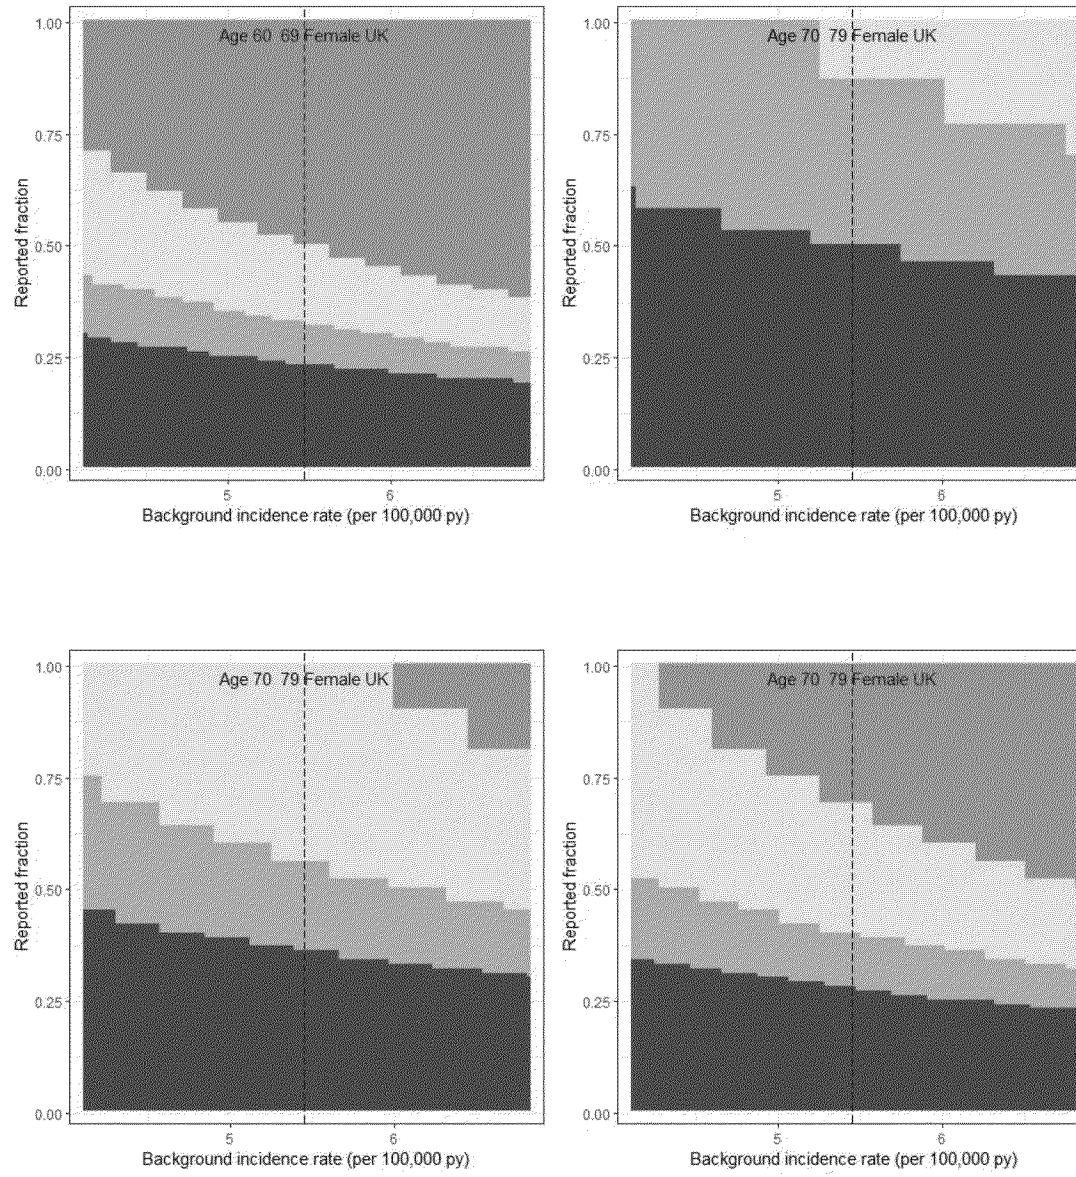 1.00
Age 60 69 Female UK
0.75
0.50
0.25
0.00
Reported fraction
5
6
Background incidence rate (per 100,000 py)
1.00
Age 70 79 Female UK
0.75
0.50
0.25
0.00
Reported fraction
5
6
Background incidence rate (per 100,000 py)
1.00
Age 70 79 Female UK
0.75
0.50
0.25
0.00
Reported fraction
5
6
Background incidence rate (per 100,000 py)
1.00
Age 70 79 Female UK
0.75
0.50
0.25
0.00
Reported fraction
5
6
Background incidence rate (per 100,000 py)